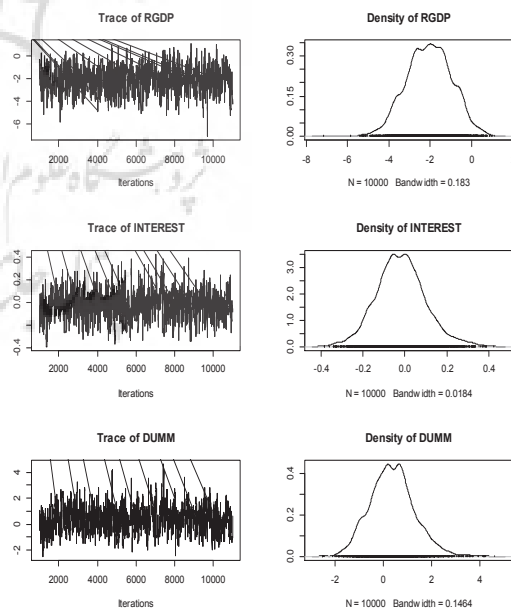 Trace of RGDP
Density of RGDP
0
-2
-4
-6
2000 4000 6000 8000 10000
Iterations
0.30
0.15
0.00
-8 -6 -4 -2 0
N = 10000 Bandwidth = 0.183
Trace of INTEREST
Density of INTEREST
0.4
0.0
-0.4
2000 4000 6000 8000 10000
Iterations
3.0
2.0
1.0
0.0
-0.4 -0.2 0.0 0.2 0.4
N = 10000 Bandwidth = 0.0184
Trace of DUMM
Density of DUMM
4
2
0
-2
2000 4000 6000 8000 10000
Iterations
0.4
0.2
0.0
-2 0 2 4
N = 10000 Bandwidth = 0.1464